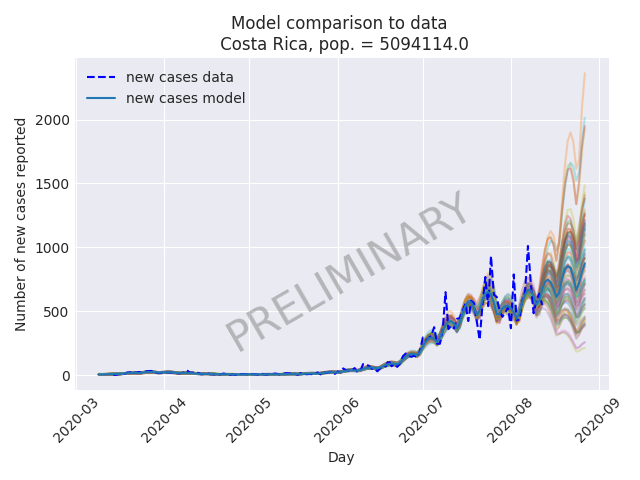 Model comparison to data
Costa Rica, pop. = 5094114.0
new cases data
new cases model
Number of new cases reported
2000
1500
1000
500
0
PRELIMINARY
2020-03
2020-04
2020-05
2020-06
2020-07
2020-08
2020-09
Day